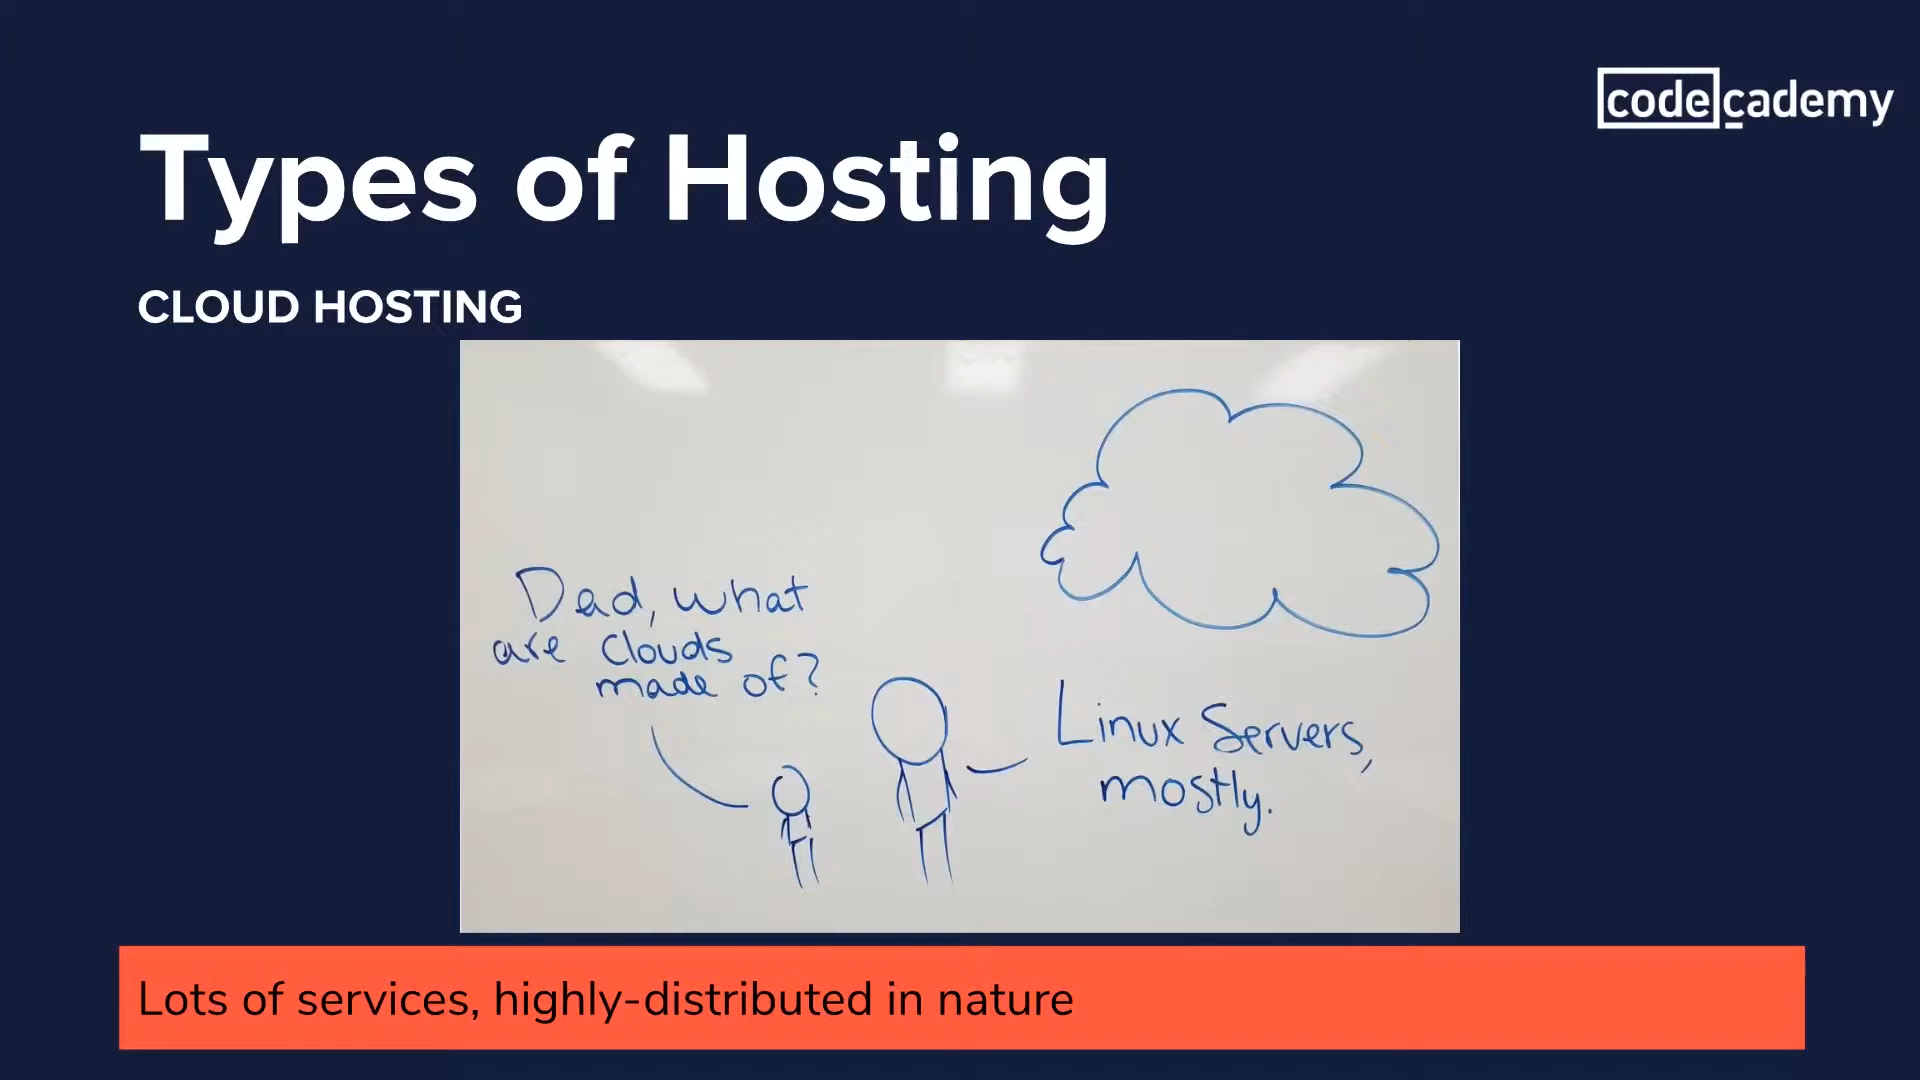 codecademy
Types of Hosting
CLOUD HOSTING
Dad, what
are clouds
made of?
Linux Servers,
mostly.
Lots of services, highly-distributed in nature